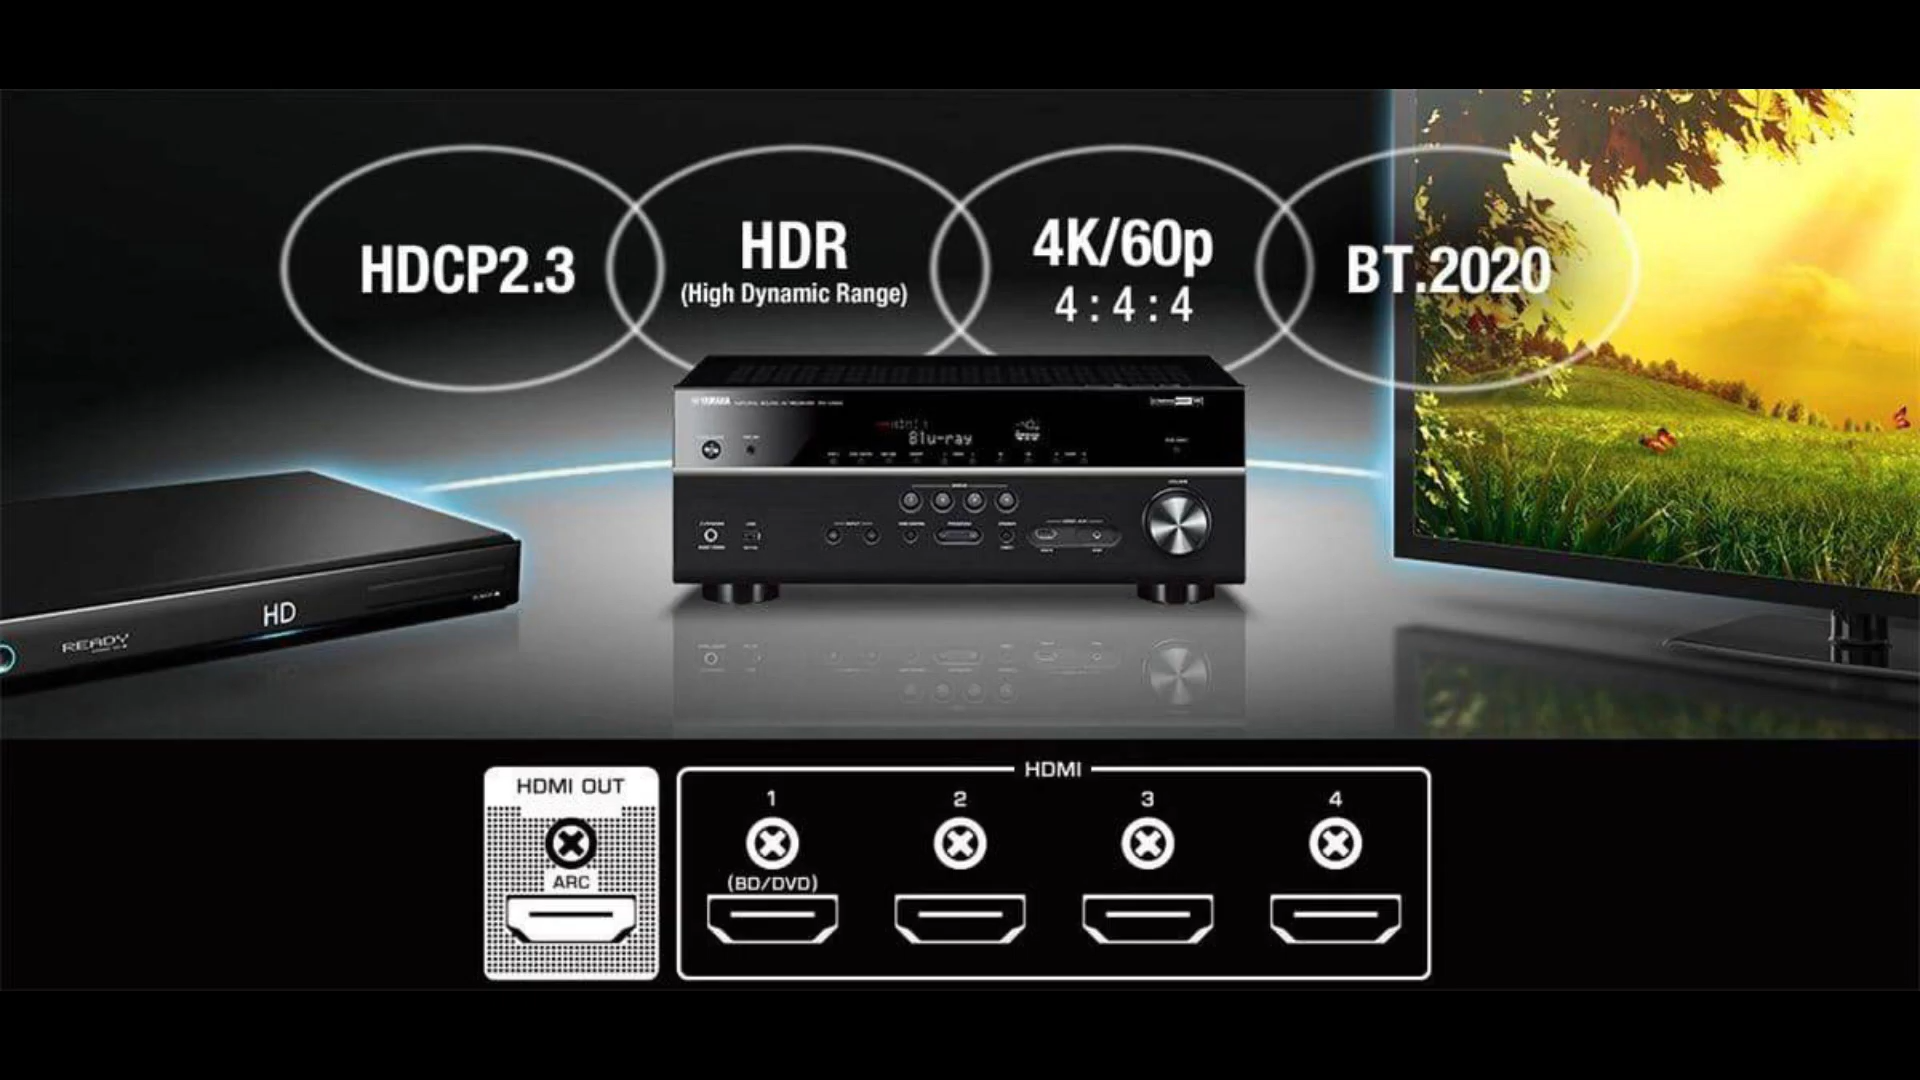 HDCP2.3
HDR
(High Dynamic Range)
4K/60p
4:4:4
BT.2020
YAMAHA
Blu-ray
HD
READY
HDMI OUT
ARC
HDMI
1
2
3
4
(BD/DVD)